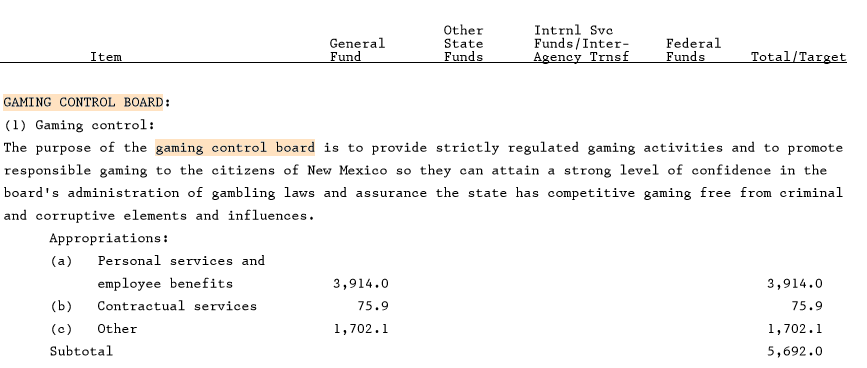 Other Intrnl Svc
General State Funds/Inter- Federal
Item Fund Funds Agency Trnsf Funds Total/Target
GAMING CONTROL BOARD:
(1) Gaming control:
The purpose of the gaming control board is to provide strictly regulated gaming activities and to promote
responsible gaming to the citizens of New Mexico so they can attain a strong level of confidence in the
board's administration of gambling laws and assurance the state has competitive gaming free from criminal
and corruptive elements and influences.
Appropriations:
(a) Personal services and
employee benefits 3,914.0 3,914.0
(b) Contractual services 75.9 75.9
(c) Other 1,702.1 1,702.1
Subtotal 5,692.0